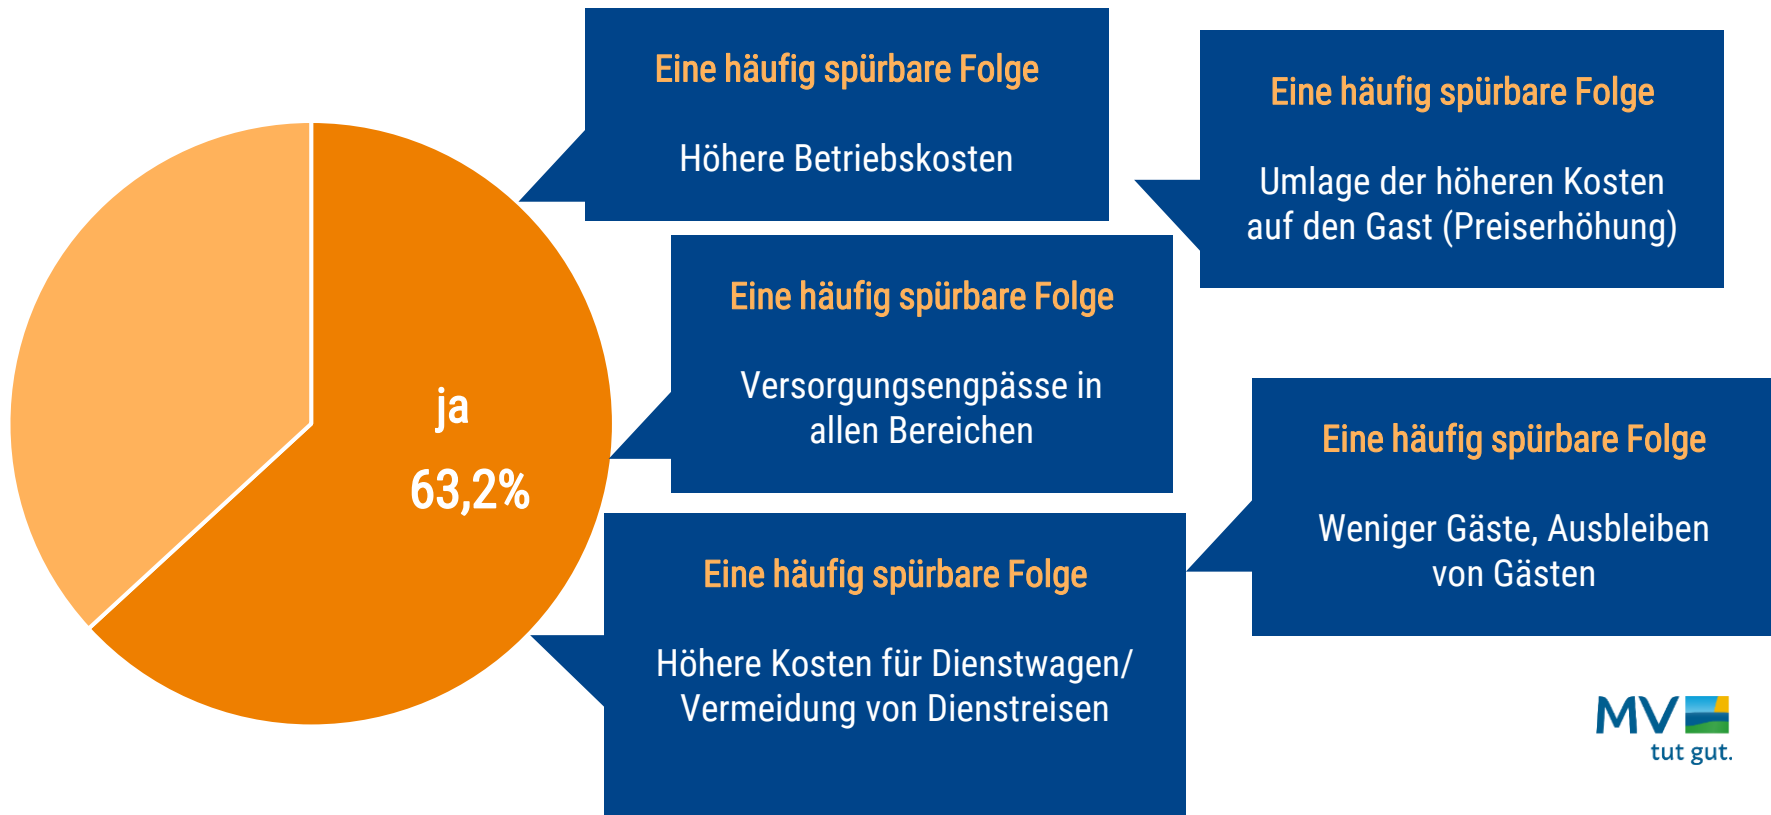 Eine häufig spürbare Folge
Höhere Betriebskosten
Eine häufig spürbare Folge
Umlage der höheren Kosten
auf den Gast (Preiserhöhung)
Eine häufig spürbare Folge
Versorgungsengpässe in
allen Bereichen
ja
63,2%
Eine häufig spürbare Folge
Weniger Gäste, Ausbleiben
von Gästen
Eine häufig spürbare Folge
Höhere Kosten für Dienstwagen/
Vermeidung von Dienstreisen
MV
tut gut.